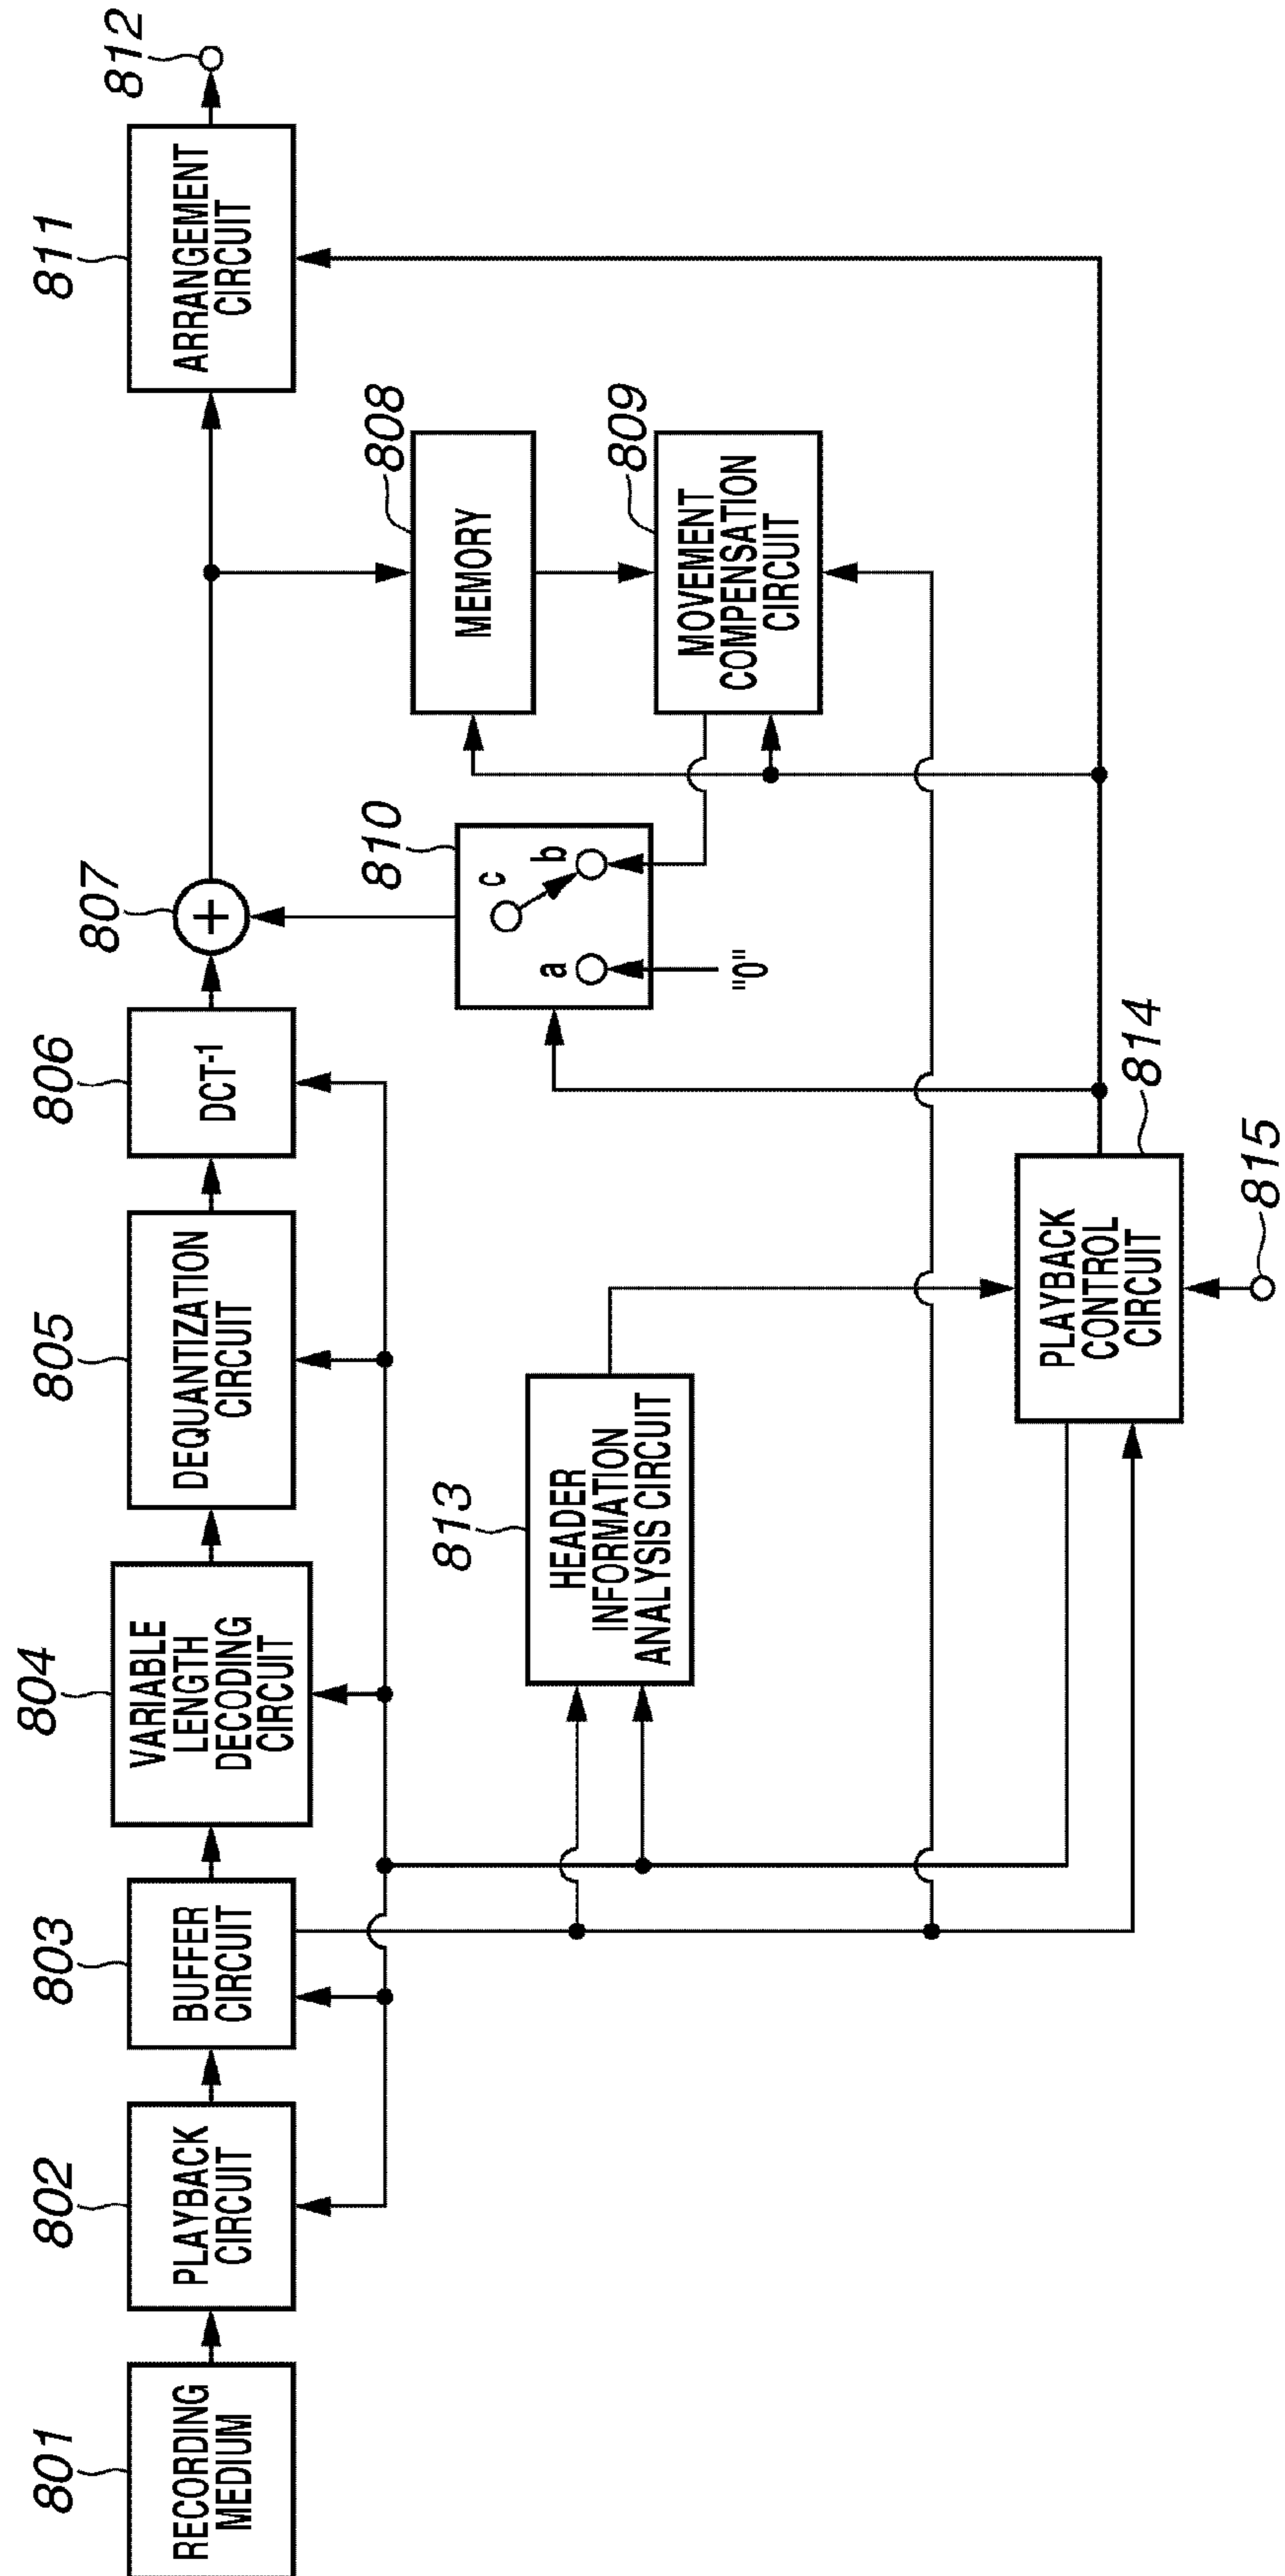 801
RECORDING
MEDIUM
802
PLAYBACK
CIRCUIT
803
BUFFER
CIRCUIT
804
VARIABLE
LENGTH
DECODING
CIRCUIT
805
DEQUANTIZATION
CIRCUIT
806
DCT-1
807
+
811
ARRANGEMENT
CIRCUIT
812
808
MEMORY
809
MOVEMENT
COMPENSATION
CIRCUIT
810
a
b
c
"0"
813
HEADER
INFORMATION
ANALYSIS CIRCUIT
814
PLAYBACK
CONTROL
CIRCUIT
815